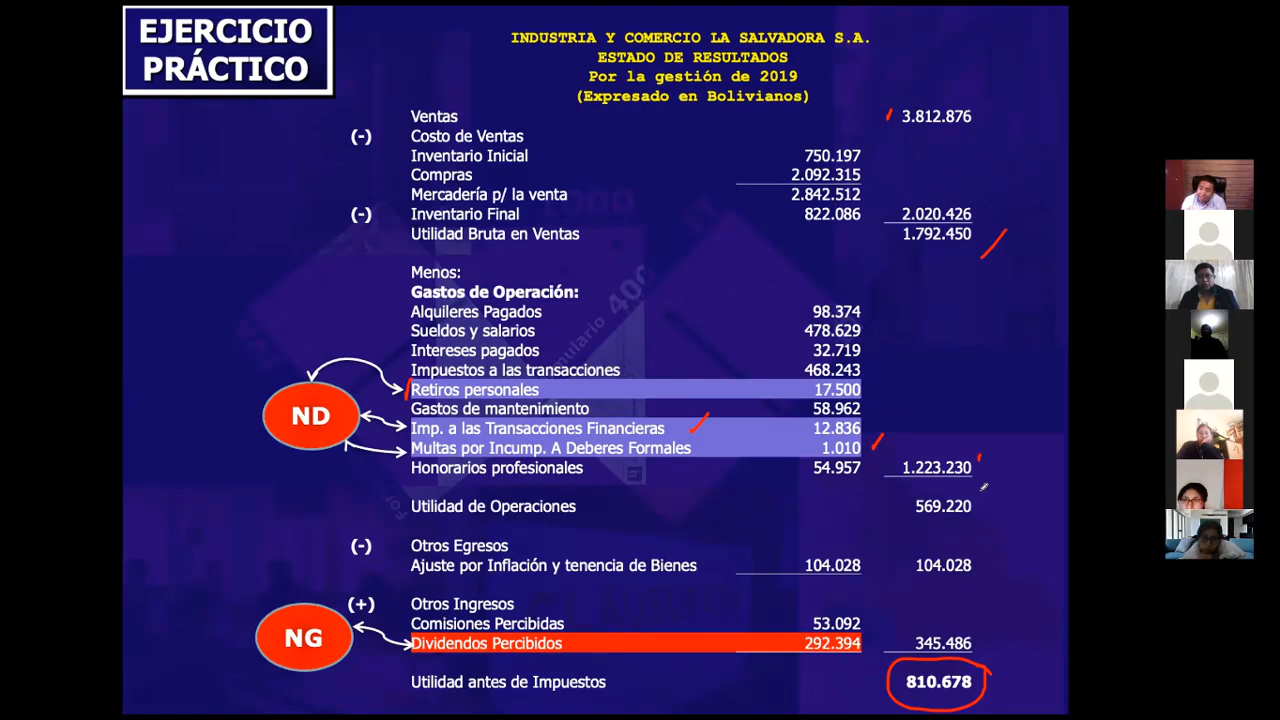 EJERCICIO
PRÁCTICO
INDUSTRIA Y COMERCIO LA SALVADORA S.A.
ESTADO DE RESULTADOS
Por la gestión de 2019
(Expresado en Bolivianos)
Ventas 3.812.876
(-) Costo de Ventas
Inventario Inicial 750.197
Compras 2.092.315
Mercadería p/ la venta 2.842.512
(-) Inventario Final 822.086 2.020.426
Utilidad Bruta en Ventas 1.792.450
Menos:
Gastos de Operación:
Alquileres Pagados 98.374
Sueldos y salarios 478.629
Intereses pagados 32.719
Impuestos a las transacciones 468.243
Retiros personales 17.500
ND
Gastos de mantenimiento 58.962
Imp. a las Transacciones Financieras 12.836
Multas por Incump. A Deberes Formales 1.010
Honorarios profesionales 54.957 1.223.230
Utilidad de Operaciones 569.220
(-) Otros Egresos
Ajuste por Inflación y tenencia de Bienes 104.028 104.028
(+) Otros Ingresos
Comisiones Percibidas 53.092
NG
Dividendos Percibidos 292.394 345.486
Utilidad antes de Impuestos 810.678